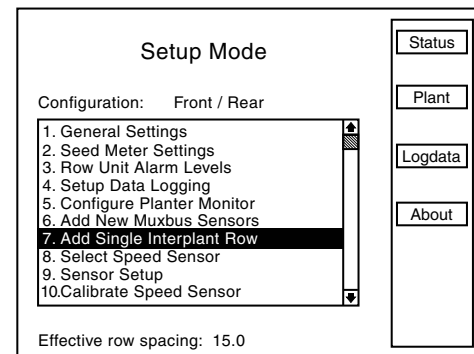 Setup Mode
Configuration: Front / Rear
1. General Settings
2. Seed Meter Settings
3. Row Unit Alarm Levels
4. Setup Data Logging
5. Configure Planter Monitor
6. Add New Muxbus Sensors
7. Add Single Interplant Row
8. Select Speed Sensor
9. Sensor Setup
10.Calibrate Speed Sensor
Effective row spacing: 15.0
Status
Plant
Logdata
About